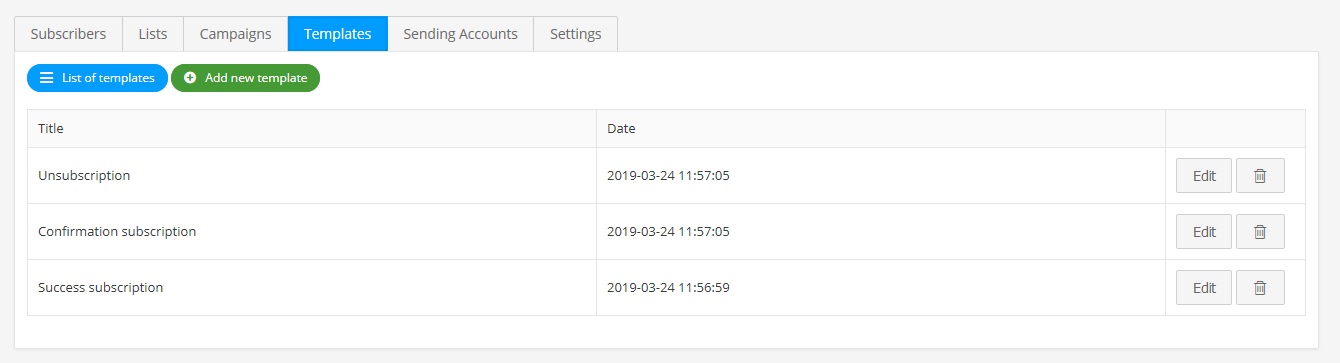 Subscribers Lists Campaigns Templates Sending Accounts Settings
List of templates Add new template
Title Date
Unsubscription 2019-03-24 11:57:05 Edit
Confirmation subscription 2019-03-24 11:57:05 Edit
Success subscription 2019-03-24 11:56:59 Edit